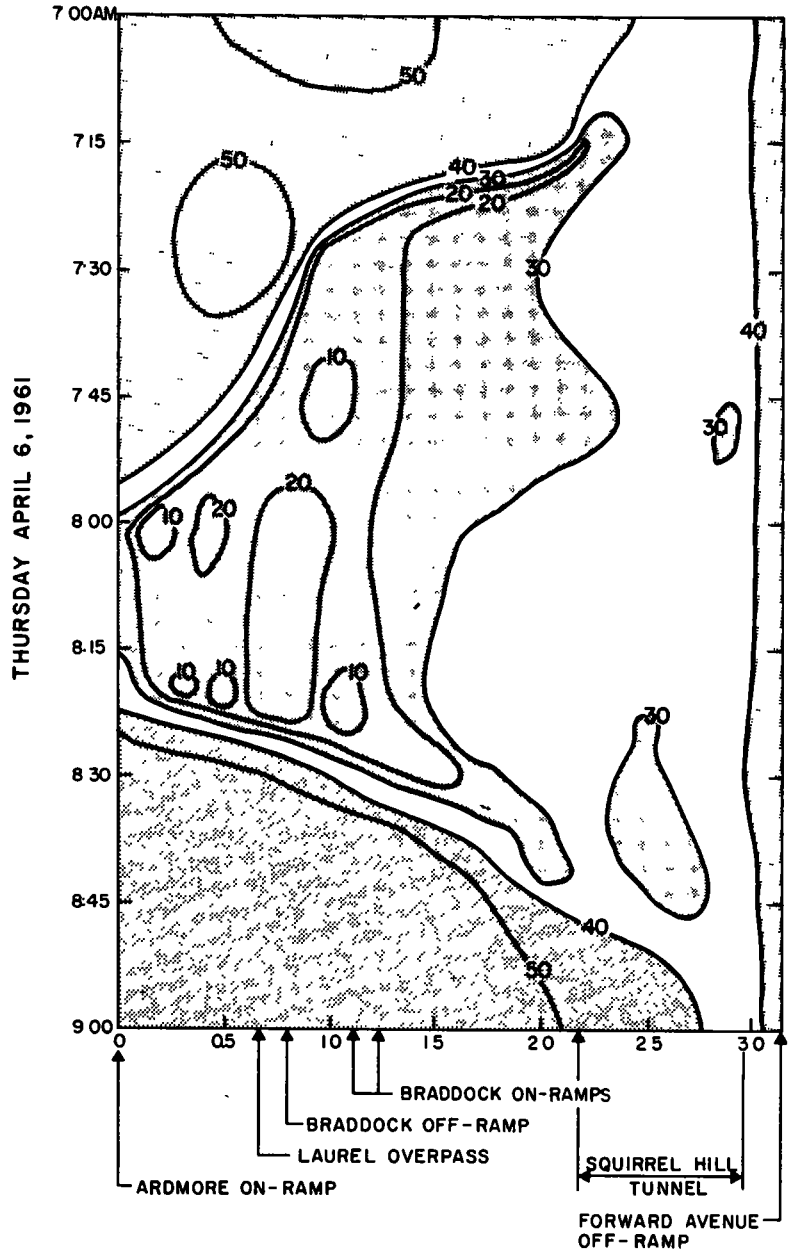 7 00AM
50
7:15
50
40
30
20
20
7:30
30
40
10
7:45
30
20
8:00
10
20
8.15
10
10
10
30
8:30
8:45
40
50
9 00
0 0.5 1.0 1 5 2 0 2 5 3 0
THURSDAY APRIL 6, 1961
BRADDOCK ON-RAMPS
BRADDOCK OFF-RAMP
LAUREL OVERPASS
SQUIRREL HILL
TUNNEL
ARDMORE ON-RAMP
FORWARD AVENUE
OFF-RAMP